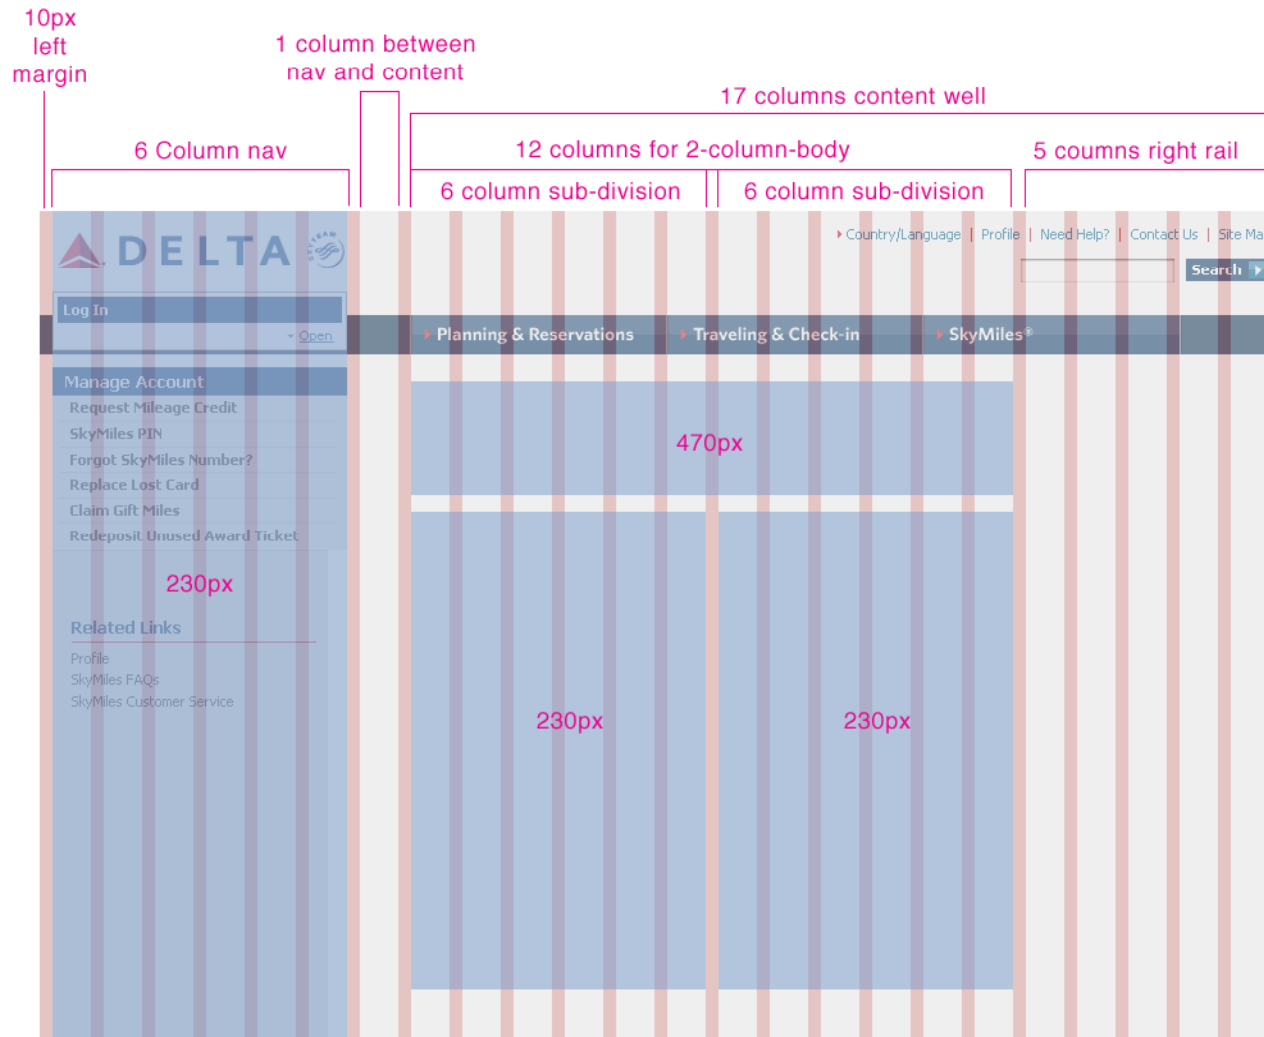 10px
left
margin
1 column between
nav and content
17 columns content well
6 Column nav
12 columns for 2-column-body
5 coumns right rail
6 column sub-division
6 column sub-division
DELTA
SKYTEAM
Country/Language | Profile | Need Help? | Contact Us | Site Ma
Search
Log In
Open
Planning & Reservations
Traveling & Check-in
SkyMiles®
Manage Account
Request Mileage Credit
SkyMiles PIN
Forgot SkyMiles Number?
Replace Lost Card
Claim Gift Miles
Redeposit Unused Award Ticket
470px
230px
Related Links
Profile
SkyMiles FAQs
SkyMiles Customer Service
230px
230px